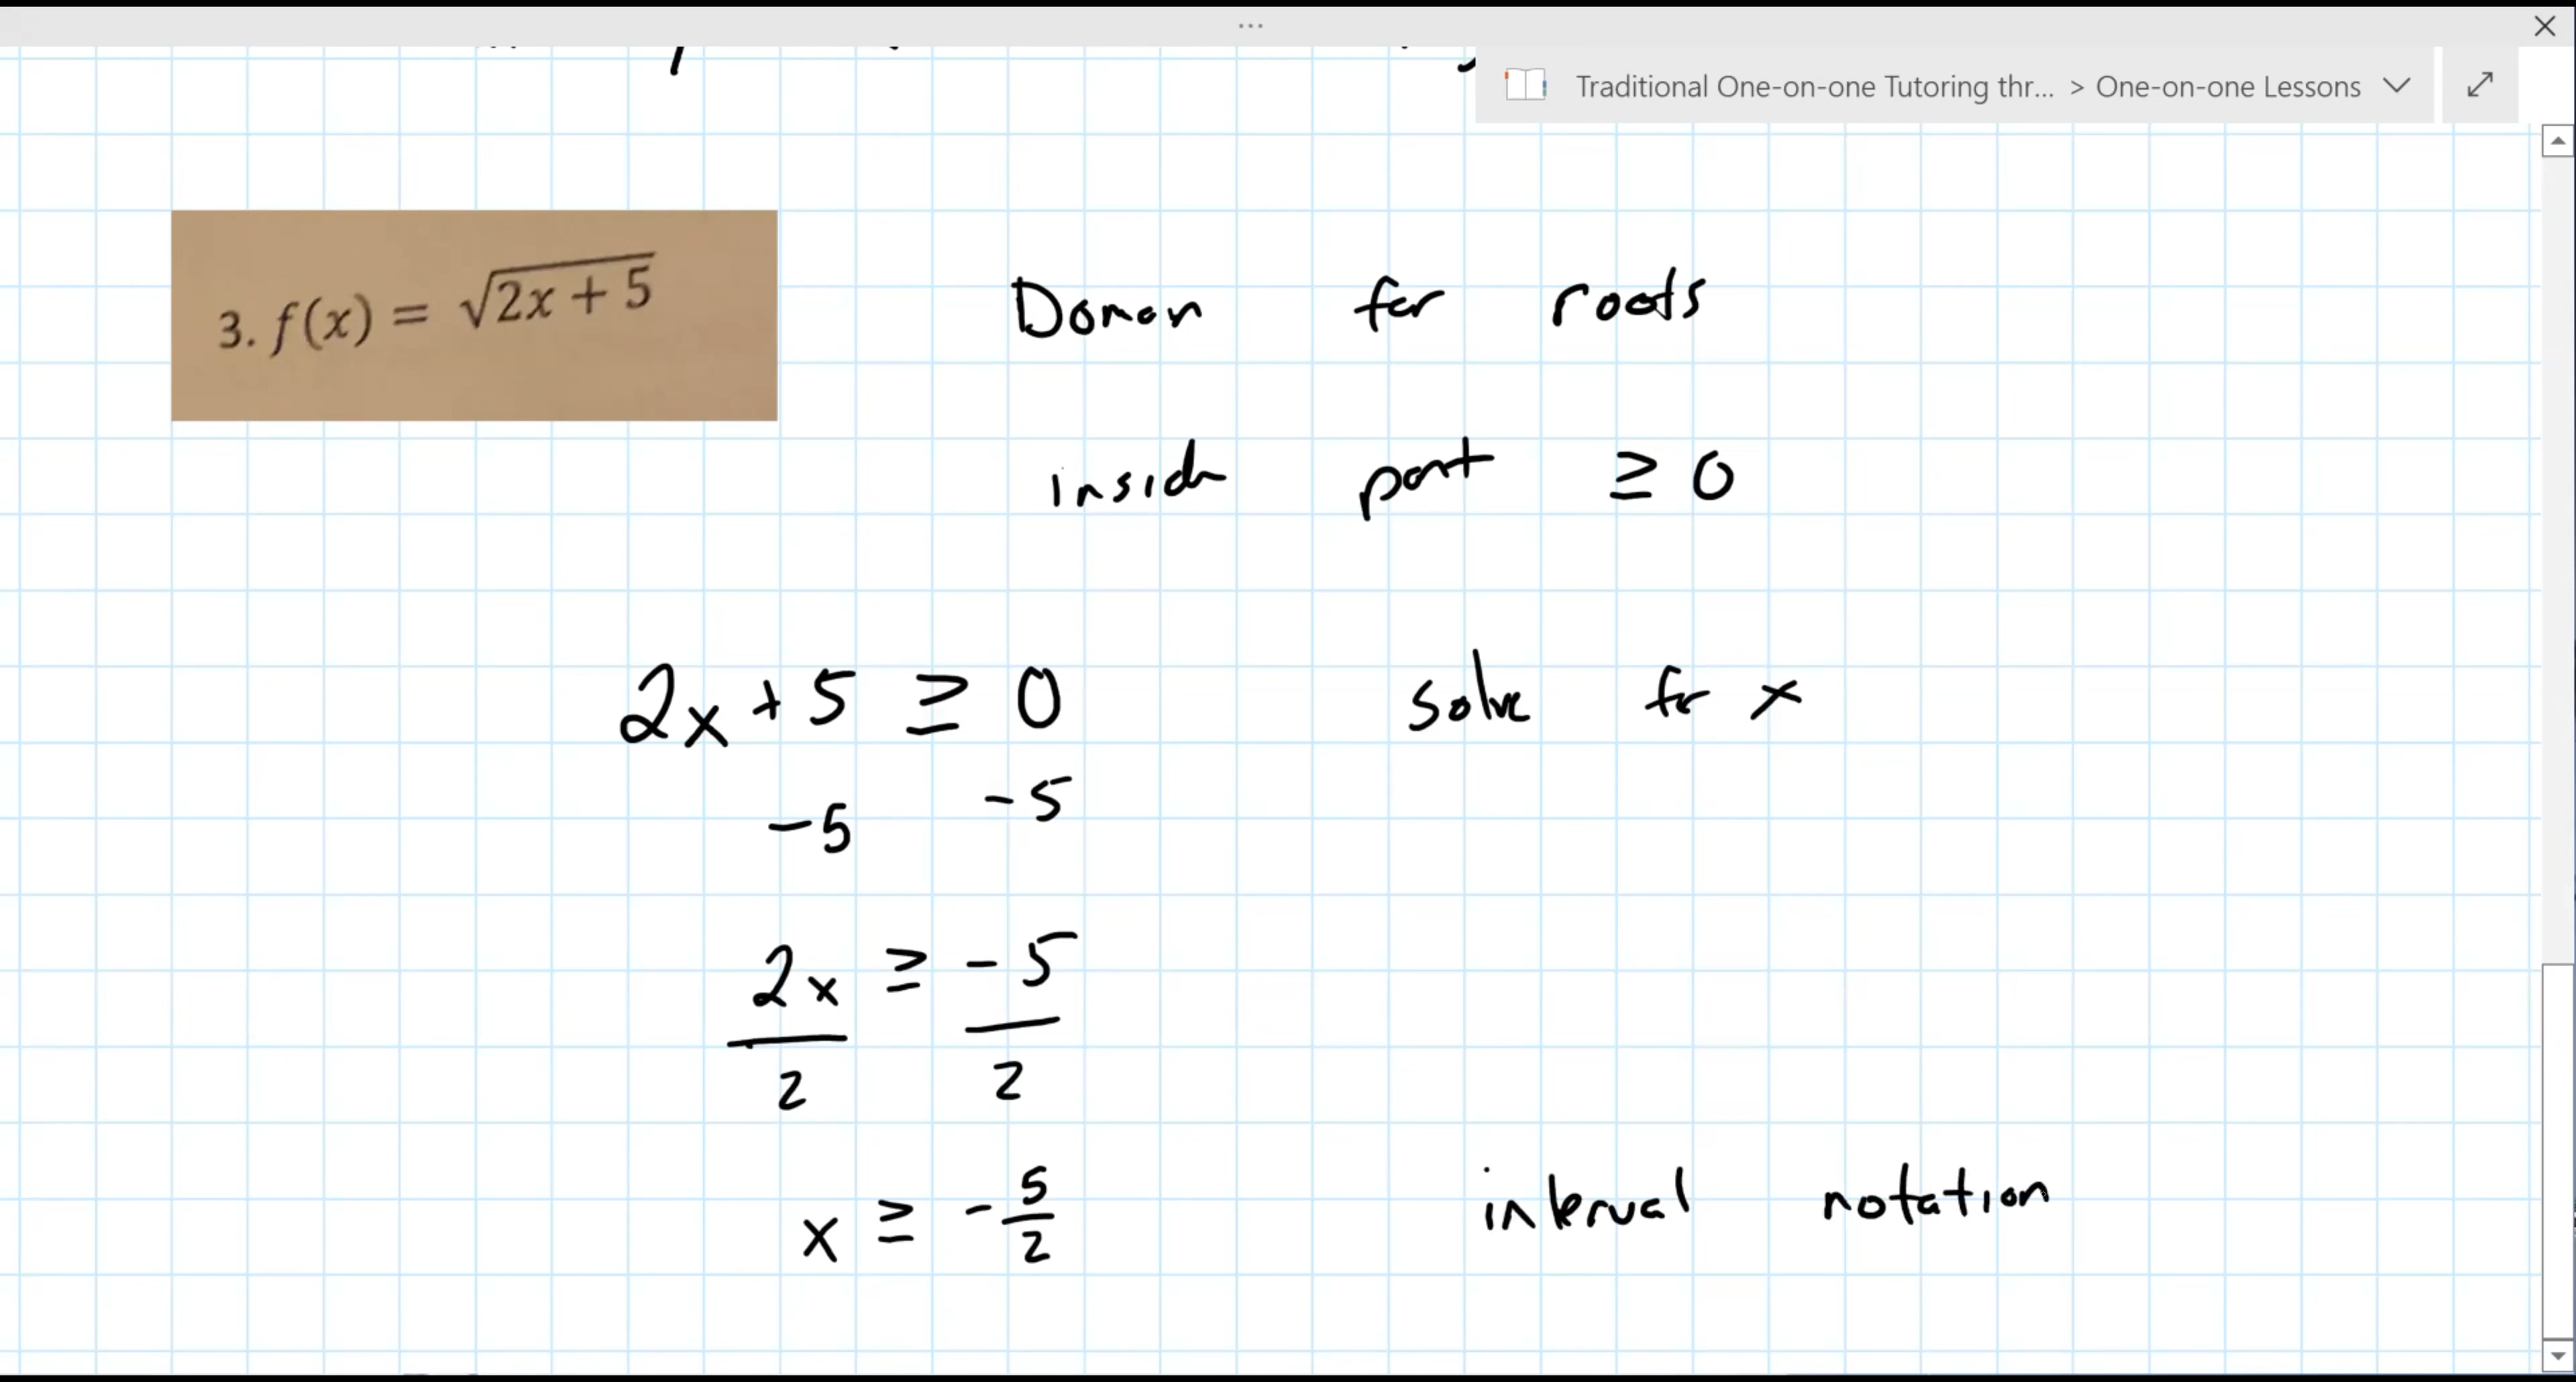 ...
Traditional One-on-one Tutoring thr... > One-on-one Lessons
3. f(x) = √2x + 5
Doman for roots
insid part ≥ 0
2x + 5 ≥ 0 solve for x
-5 -5
2x ≥ -5
2 2
x ≥ - 5/2 interval notation